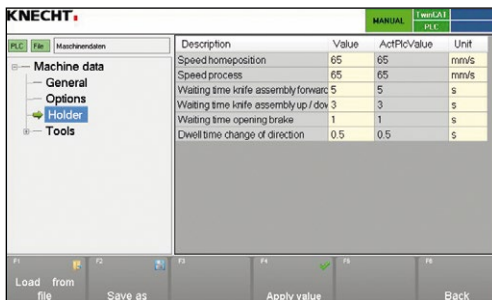 KNECHT
MANUAL
TwinCAT
PLC
PLC File Maschinendaten
Machine data
General
Options
Holder
Tools
Description Value ActPlcValue Unit
Speed homeposition 65 65 mm/s
Speed process 65 65 mm/s
Waiting time knife assembly forward 5 5 s
Waiting time knife assembly up / dov 3 3 s
Waiting time opening brake 1 1 s
Dwell time change of direction 0.5 0.5 s
F1 F2 F3 F4 F5 F6
Load from
file Save as Apply value Back